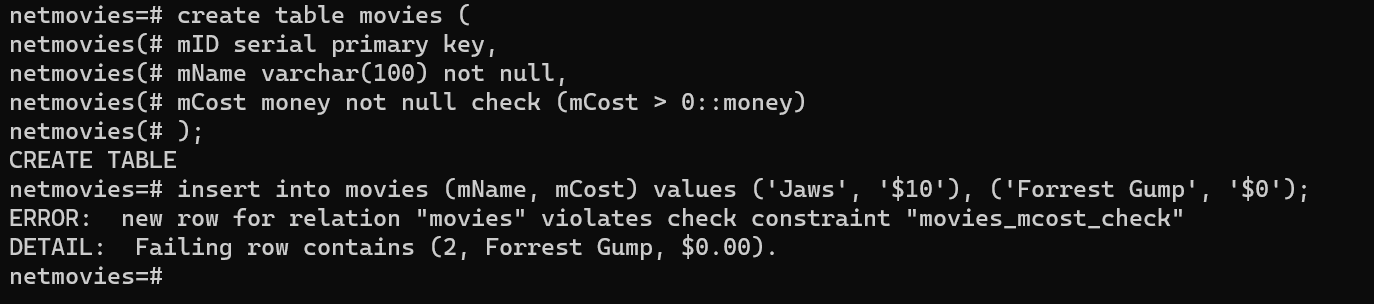 netmovies=# create table movies (
netmovies(# mID serial primary key,
netmovies(# mName varchar(100) not null,
netmovies(# mCost money not null check (mCost > 0::money)
netmovies(# );
CREATE TABLE
netmovies=# insert into movies (mName, mCost) values ('Jaws', '$10'), ('Forrest Gump', '$0');
ERROR:  new row for relation "movies" violates check constraint "movies_mcost_check"
DETAIL:  Failing row contains (2, Forrest Gump, $0.00).
netmovies=#